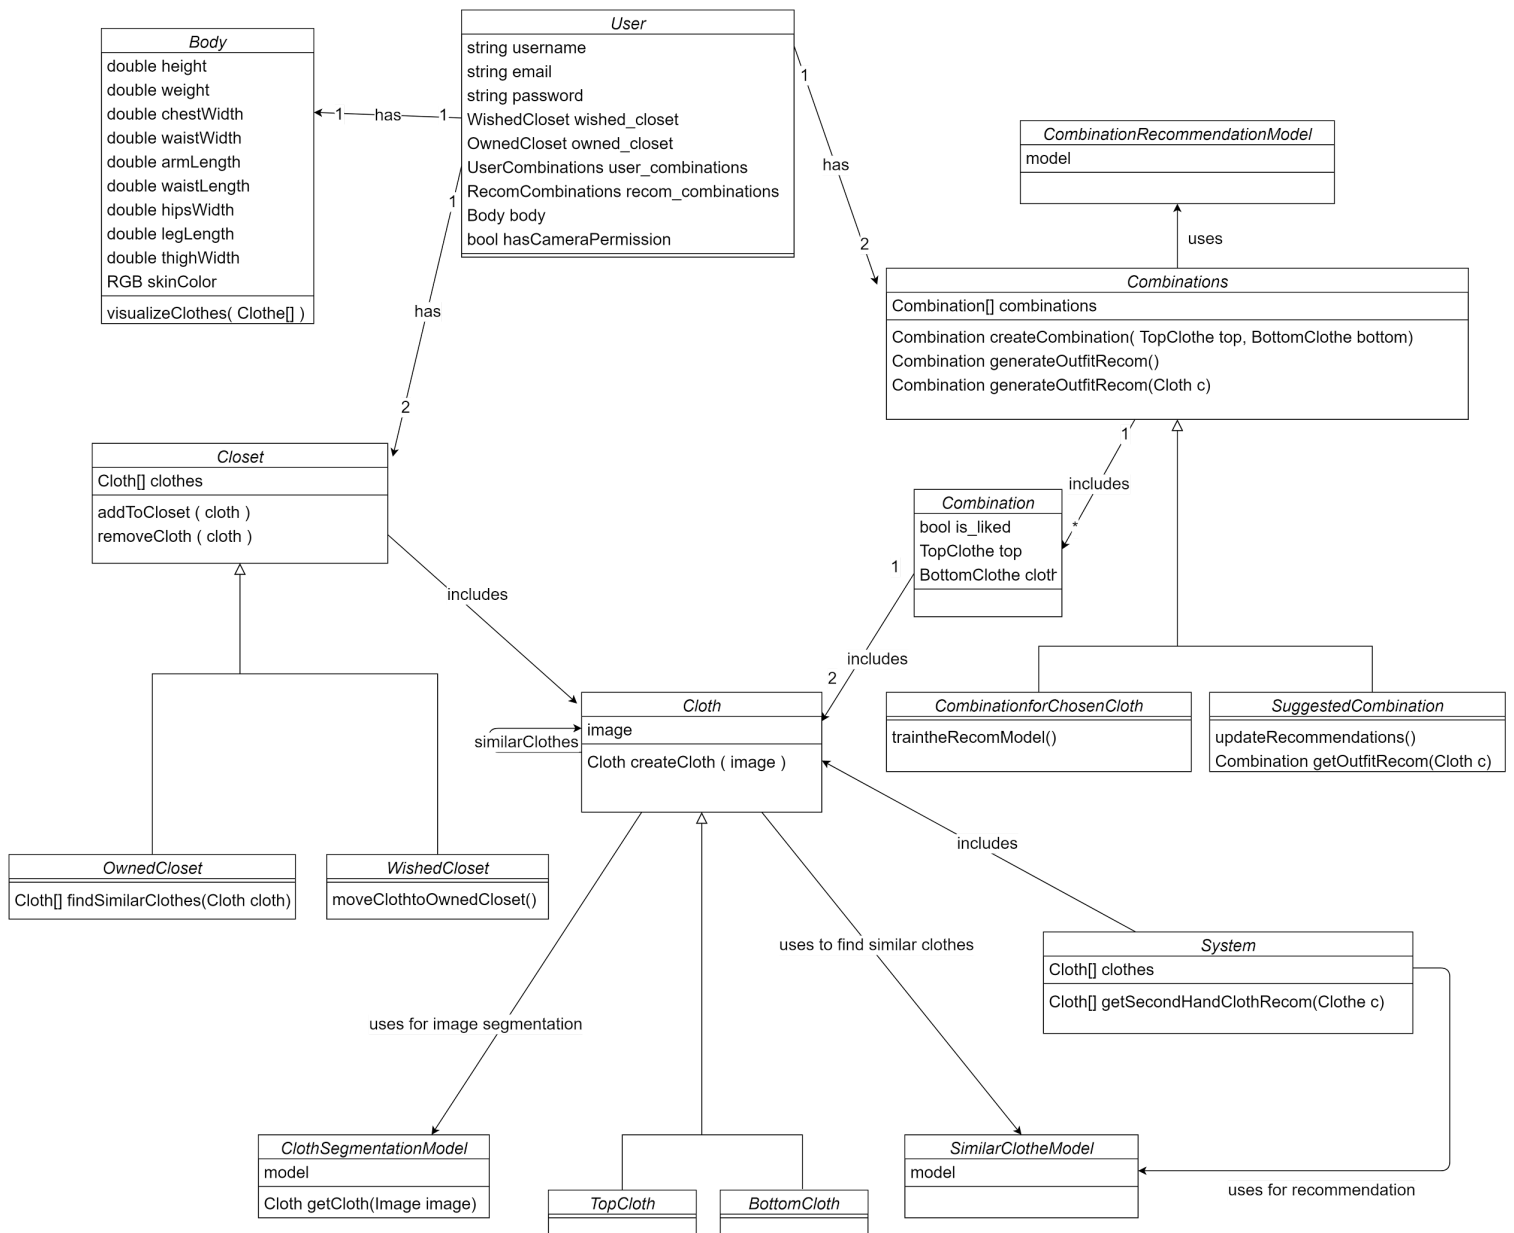 User
string username
string email
string password
WishedCloset wished_closet
OwnedCloset owned_closet
UserCombinations user_combinations
RecomCombinations recom_combinations
Body body
bool hasCameraPermission
Body
double height
double weight
double chestWidth
double waistWidth
double armLength
double waistLength
double hipsWidth
double legLength
double thighWidth
RGB skinColor
visualizeClothes( Clothe[] )
1
has
1
1
has
2
1
has
2
CombinationRecommendationModel
model
uses
Combinations
Combination[] combinations
Combination createCombination( TopClothe top, BottomClothe bottom)
Combination generateOutfitRecom()
Combination generateOutfitRecom(Cloth c)
1
includes
*
Closet
Cloth[] clothes
addToCloset ( cloth )
removeCloth ( cloth )
includes
Combination
bool is_liked
TopClothe top
BottomClothe cloth
1
includes
2
Cloth
image
Cloth createCloth ( image )
similarClothes
CombinationforChosenCloth
traintheRecomModel()
SuggestedCombination
updateRecommendations()
Combination getOutfitRecom(Cloth c)
OwnedCloset
Cloth[] findSimilarClothes(Cloth cloth)
WishedCloset
moveClothtoOwnedCloset()
includes
System
Cloth[] clothes
Cloth[] getSecondHandClothRecom(Clothe c)
uses to find similar clothes
uses for image segmentation
ClothSegmentationModel
model
Cloth getCloth(Image image)
TopCloth
BottomCloth
SimilarClotheModel
model
uses for recommendation